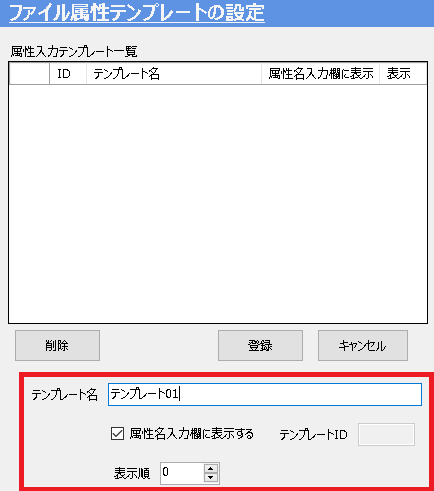 ファイル属性テンプレートの設定
属性入力テンプレート一覧
ID テンプレート名 属性名入力欄に表示 表示
削除 登録 キャンセル
テンプレート名 テンプレート01
属性名入力欄に表示する テンプレートID
表示順 0